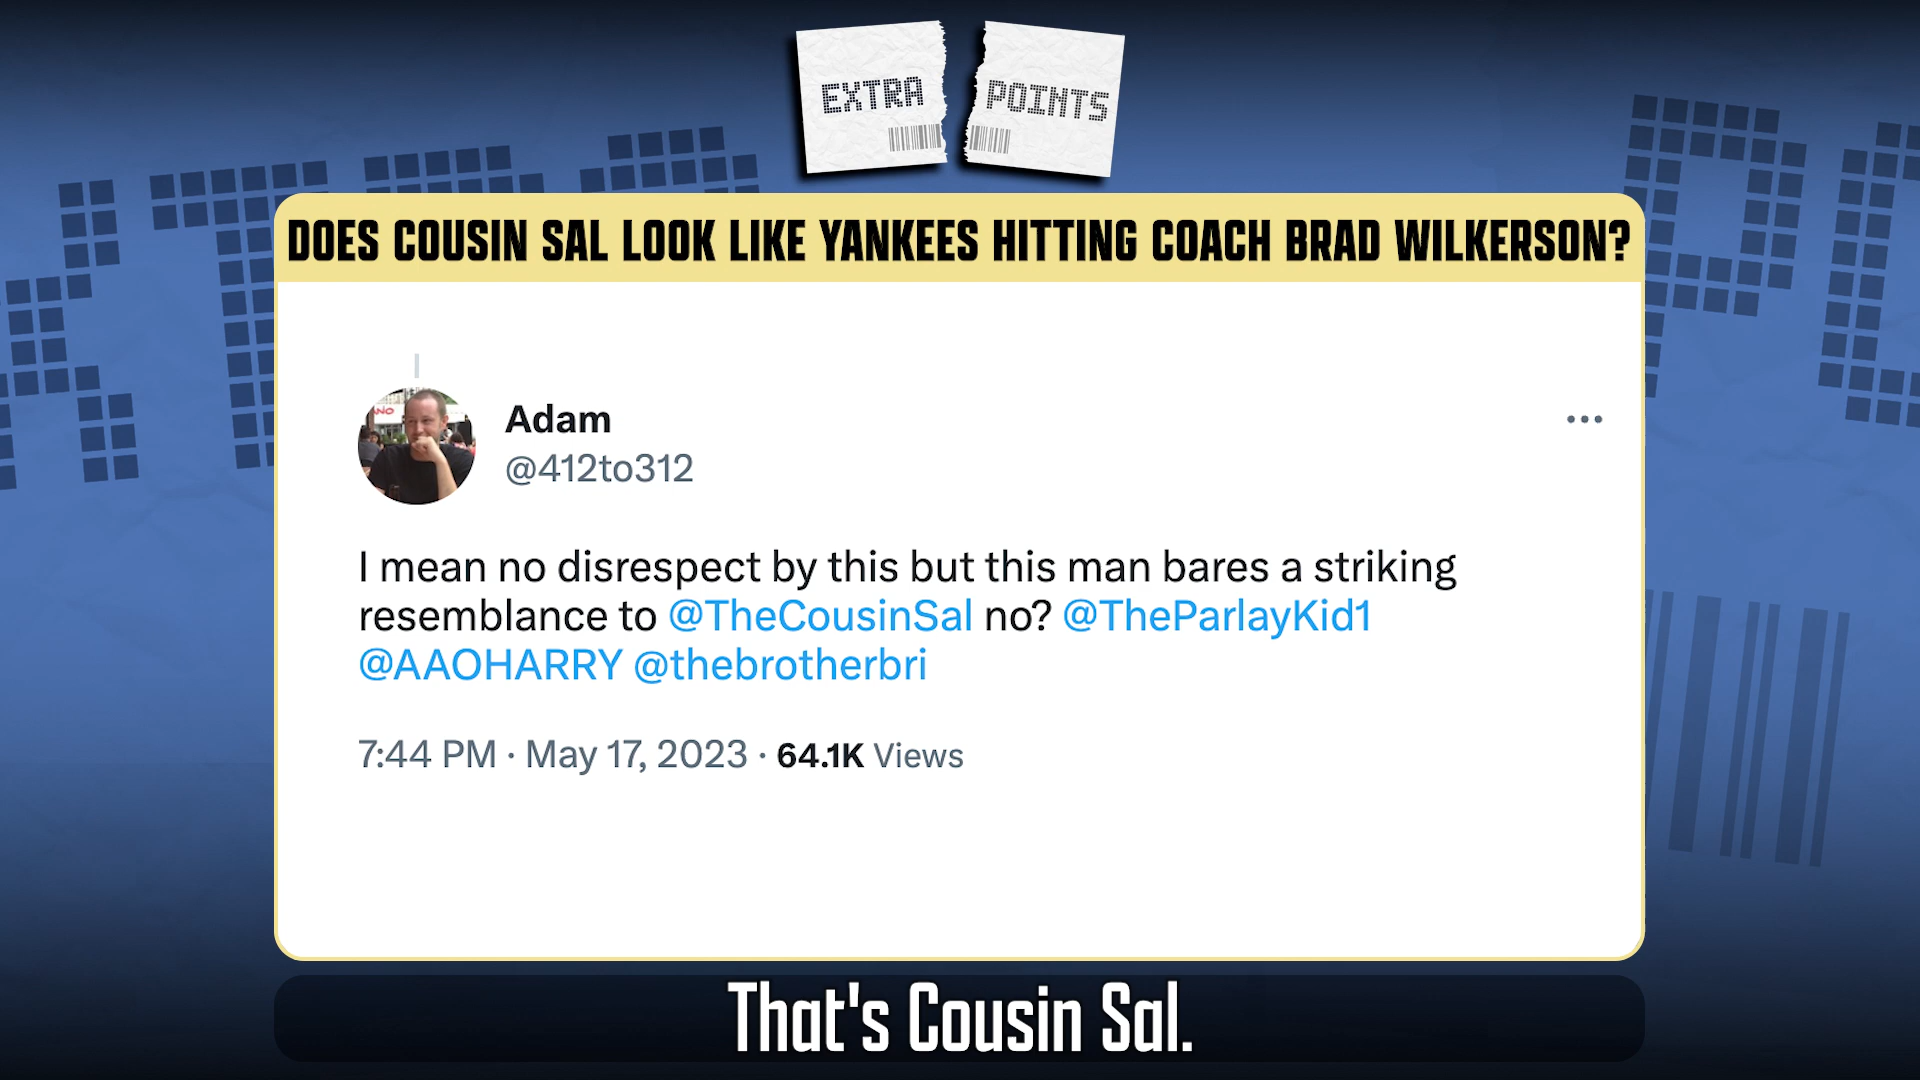 EXTRA POINTS
DOES COUSIN SAL LOOK LIKE YANKEES HITTING COACH BRAD WILKERSON?
Adam
@412to312
I mean no disrespect by this but this man bares a striking
resemblance to @TheCousinSal no? @TheParlayKid1
@AAOHARRY @thebrotherbri
7:44 PM · May 17, 2023 · 64.1K Views
That's Cousin Sal.